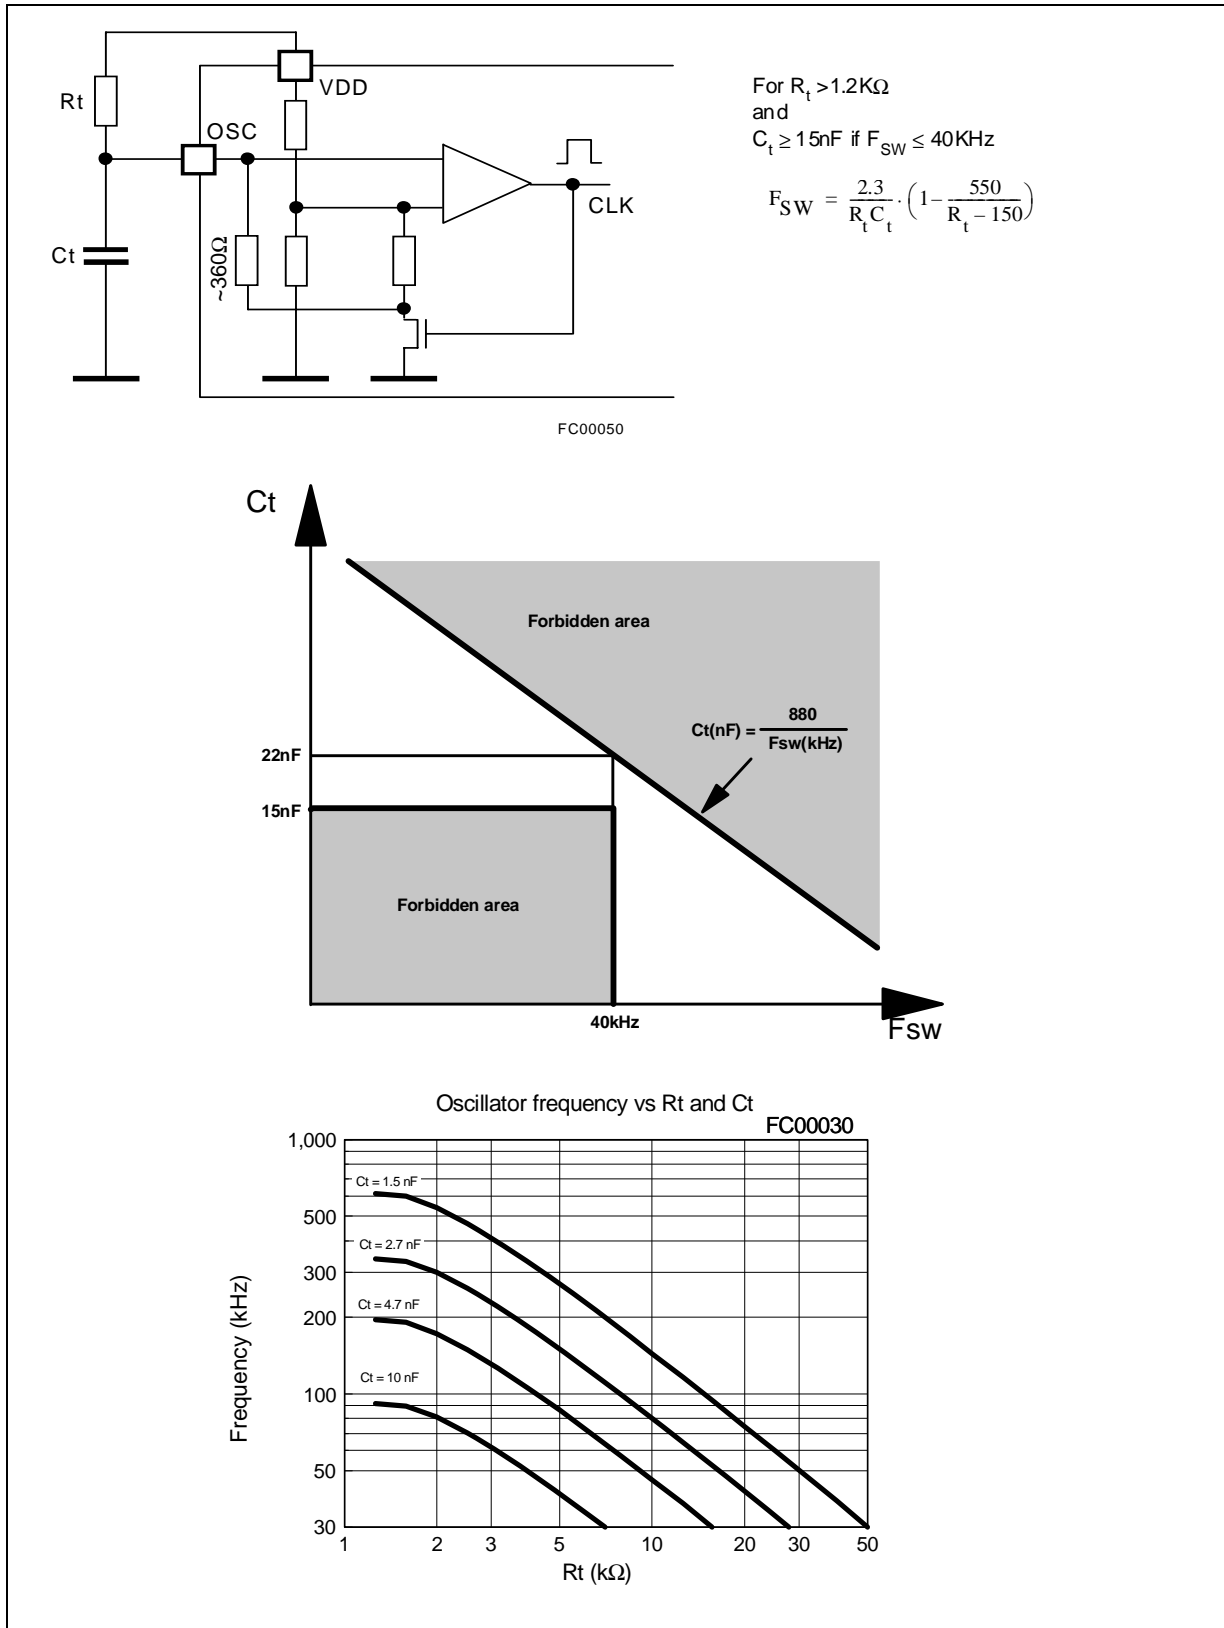 Rt
VDD
OSC
CLK
Ct
~360Ω
FC00050
For Rt >1.2KΩ
and
Ct ≥ 15nF if FSW ≤ 40KHz
FSW = 2.3 / RtCt · (1 − 550 / Rt − 150)
Ct
Forbidden area
Ct(nF) = 880 / Fsw(kHz)
22nF
15nF
Forbidden area
40kHz
Fsw
Oscillator frequency vs Rt and Ct
FC00030
1,000
Ct = 1.5 nF
500
Ct = 2.7 nF
300
Ct = 4.7 nF
200
Ct = 10 nF
100
50
30
Frequency (kHz)
1 2 3 5 10 20 30 50
Rt (kΩ)